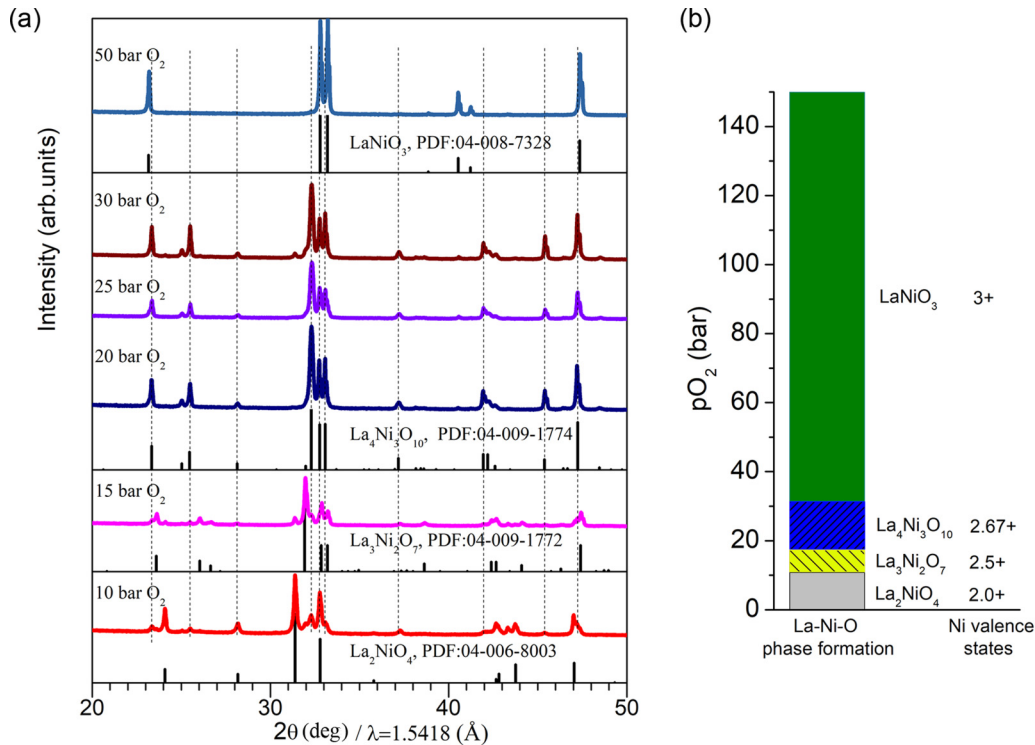 (a)
50 bar O₂
LaNiO₃, PDF:04-008-7328
30 bar O₂
25 bar O₂
20 bar O₂
La₄Ni₃O₁₀, PDF:04-009-1774
15 bar O₂
La₃Ni₂O₇, PDF:04-009-1772
10 bar O₂
La₂NiO₄, PDF:04-006-8003
Intensity (arb.units)
20 30 40 50
2θ (deg) / λ=1.5418 (Å)
(b)
140
120
100
80
60
40
20
0
pO₂ (bar)
LaNiO₃ 3+
La₄Ni₃O₁₀ 2.67+
La₃Ni₂O₇ 2.5+
La₂NiO₄ 2.0+
La-Ni-O
phase formation
Ni valence
states